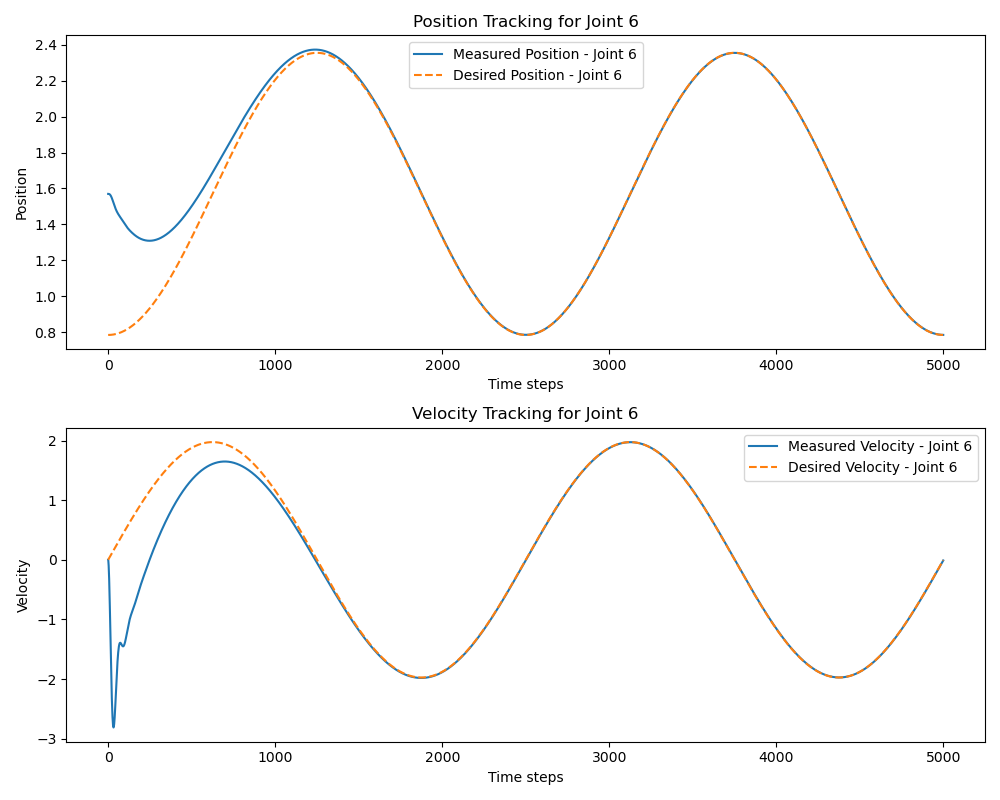 Position Tracking for Joint 6
Measured Position - Joint 6
Desired Position - Joint 6
Position
2.4
2.2
2.0
1.8
1.6
1.4
1.2
1.0
0.8
0 1000 2000 3000 4000 5000
Time steps
Velocity Tracking for Joint 6
Measured Velocity - Joint 6
Desired Velocity - Joint 6
Velocity
2
1
0
−1
−2
−3
0 1000 2000 3000 4000 5000
Time steps